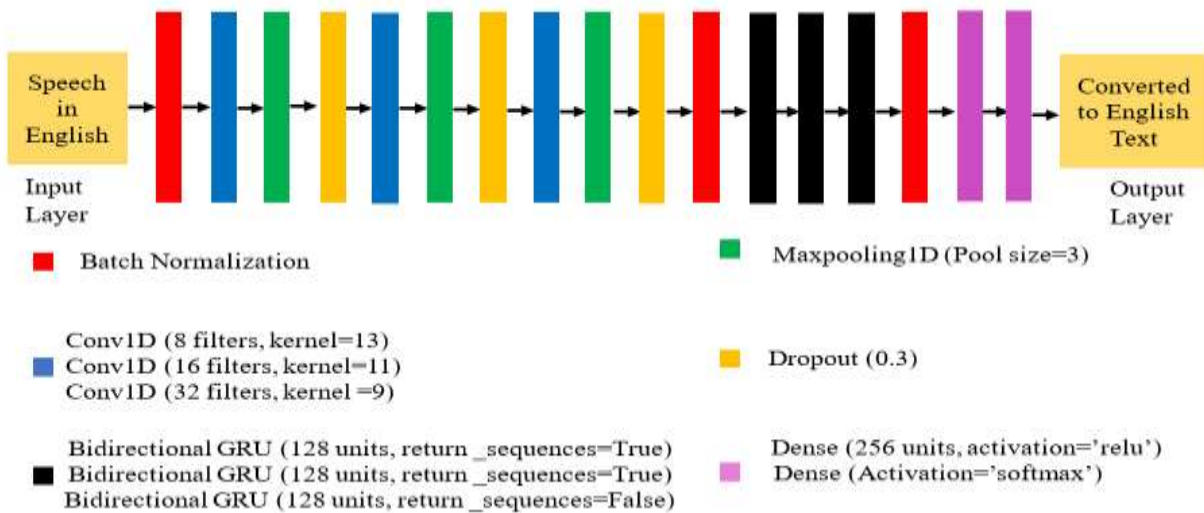 Speech
in
English
Converted
to English
Text
Input
Layer
Output
Layer
Batch Normalization
Maxpooling1D (Pool size=3)
Conv1D (8 filters, kernel=13)
Conv1D (16 filters, kernel=11)
Conv1D (32 filters, kernel =9)
Dropout (0.3)
Bidirectional GRU (128 units, return _sequences=True)
Bidirectional GRU (128 units, return _sequences=True)
Bidirectional GRU (128 units, return _sequences=False)
Dense (256 units, activation=’relu’)
Dense (Activation=’softmax’)